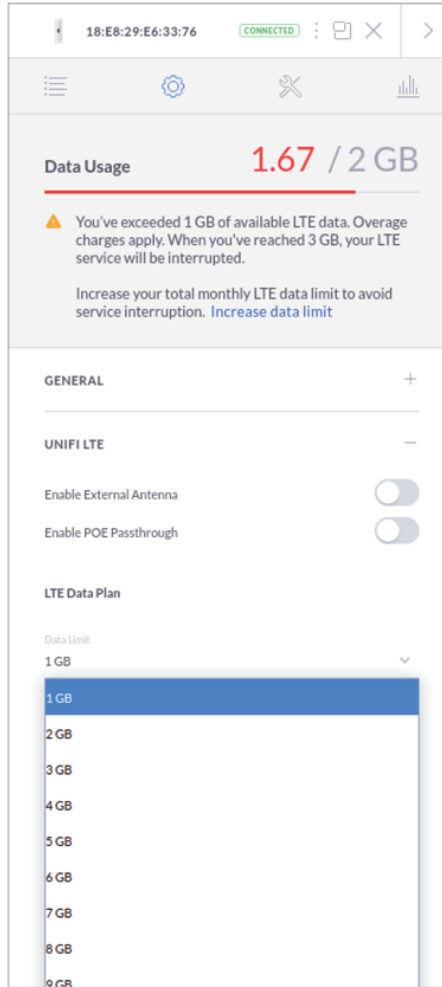 18:E8:29:E6:33:76 CONNECTED
Data Usage 1.67 / 2 GB
You've exceeded 1 GB of available LTE data. Overage
charges apply. When you've reached 3 GB, your LTE
service will be interrupted.
Increase your total monthly LTE data limit to avoid
service interruption. Increase data limit
GENERAL
UNIFI LTE
Enable External Antenna
Enable POE Passthrough
LTE Data Plan
Data Limit
1 GB
1 GB
2 GB
3 GB
4 GB
5 GB
6 GB
7 GB
8 GB
9 GB